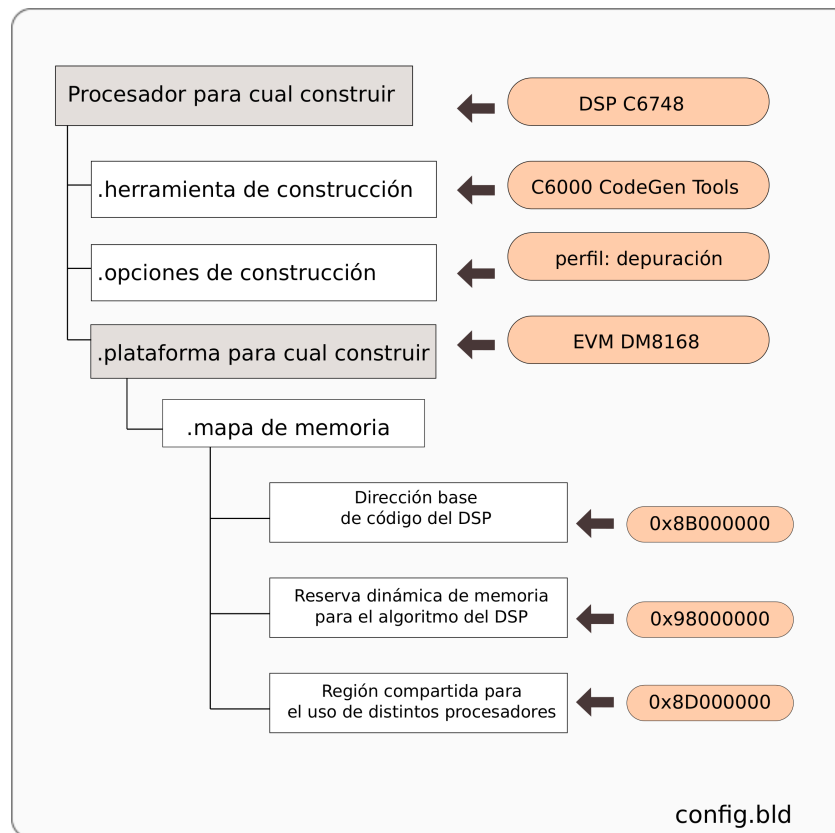 Procesador para cual construir
DSP C6748
.herramienta de construcción
C6000 CodeGen Tools
.opciones de construcción
perfil: depuración
.plataforma para cual construir
EVM DM8168
.mapa de memoria
Dirección base
de código del DSP
0x8B000000
Reserva dinámica de memoria
para el algoritmo del DSP
0x98000000
Región compartida para
el uso de distintos procesadores
0x8D000000
config.bld